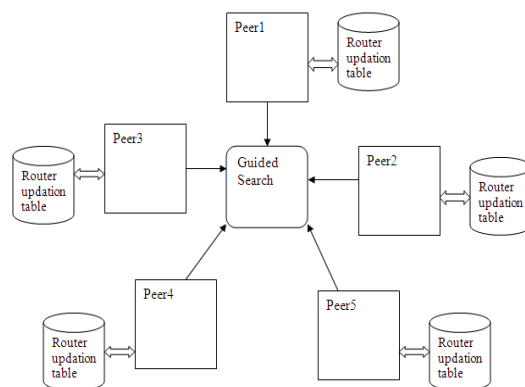 Peer1
Router
updation
table
Peer3
Router
updation
table
Guided
Search
Peer2
Router
updation
table
Peer4
Router
updation
table
Peer5
Router
updation
table